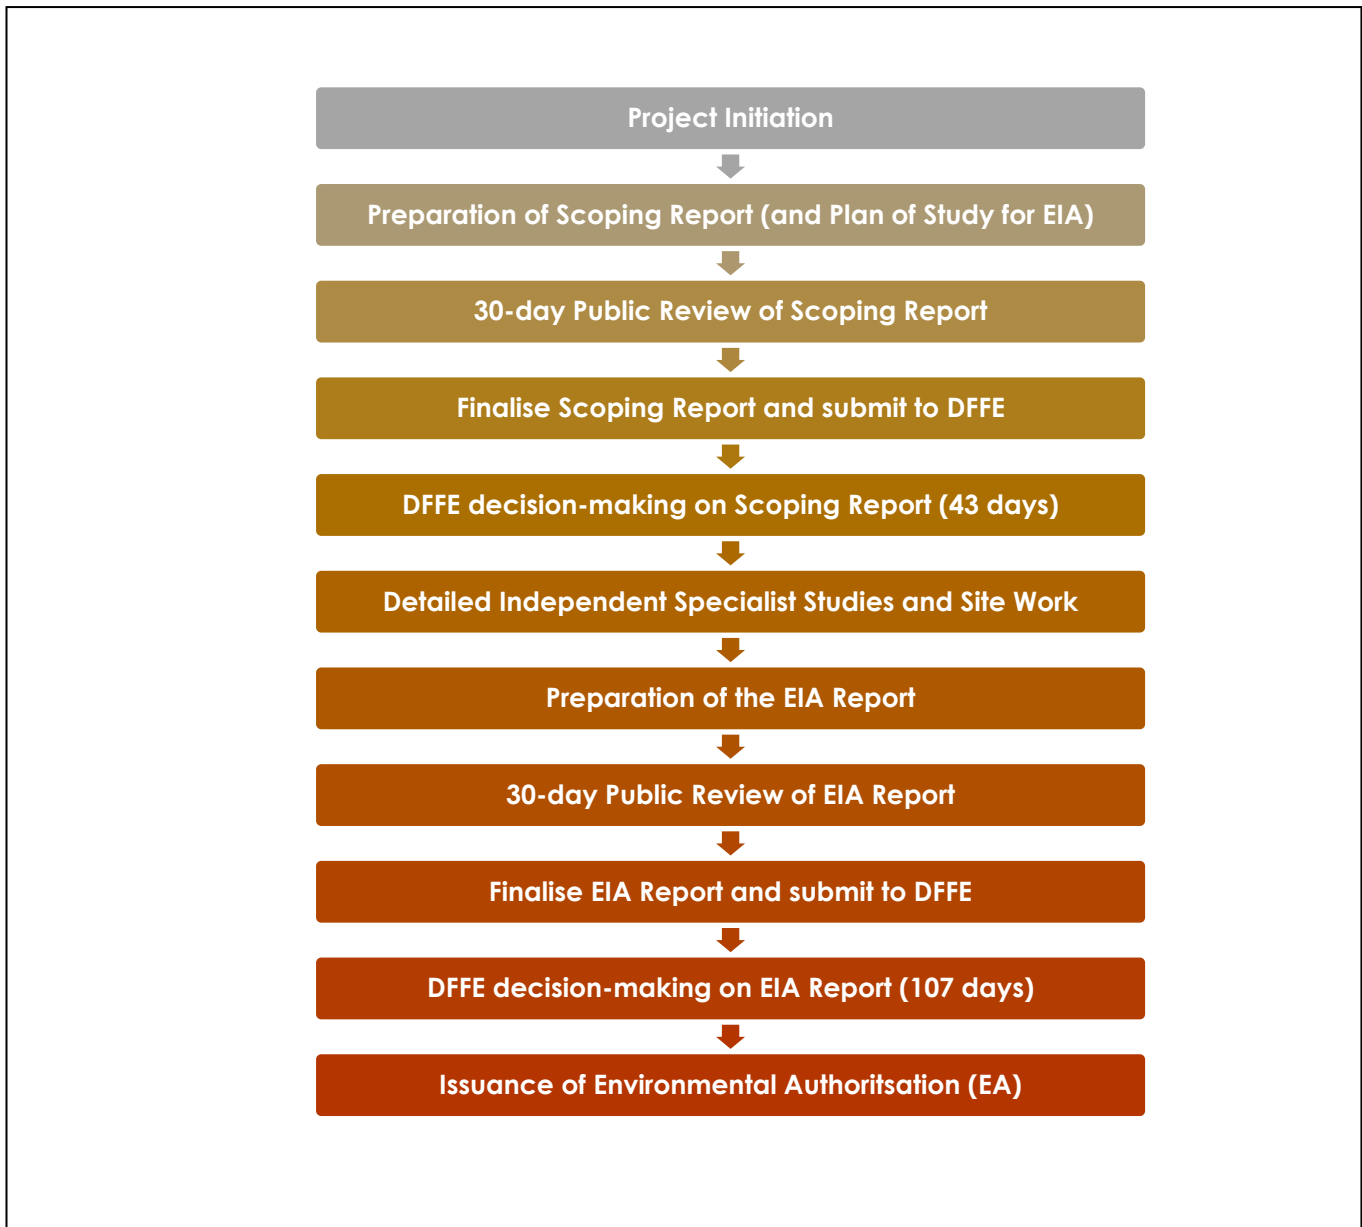 Project Initiation
Preparation of Scoping Report (and Plan of Study for EIA)
30-day Public Review of Scoping Report
Finalise Scoping Report and submit to DFFE
DFFE decision-making on Scoping Report (43 days)
Detailed Independent Specialist Studies and Site Work
Preparation of the EIA Report
30-day Public Review of EIA Report
Finalise EIA Report and submit to DFFE
DFFE decision-making on EIA Report (107 days)
Issuance of Environmental Authoritsation (EA)